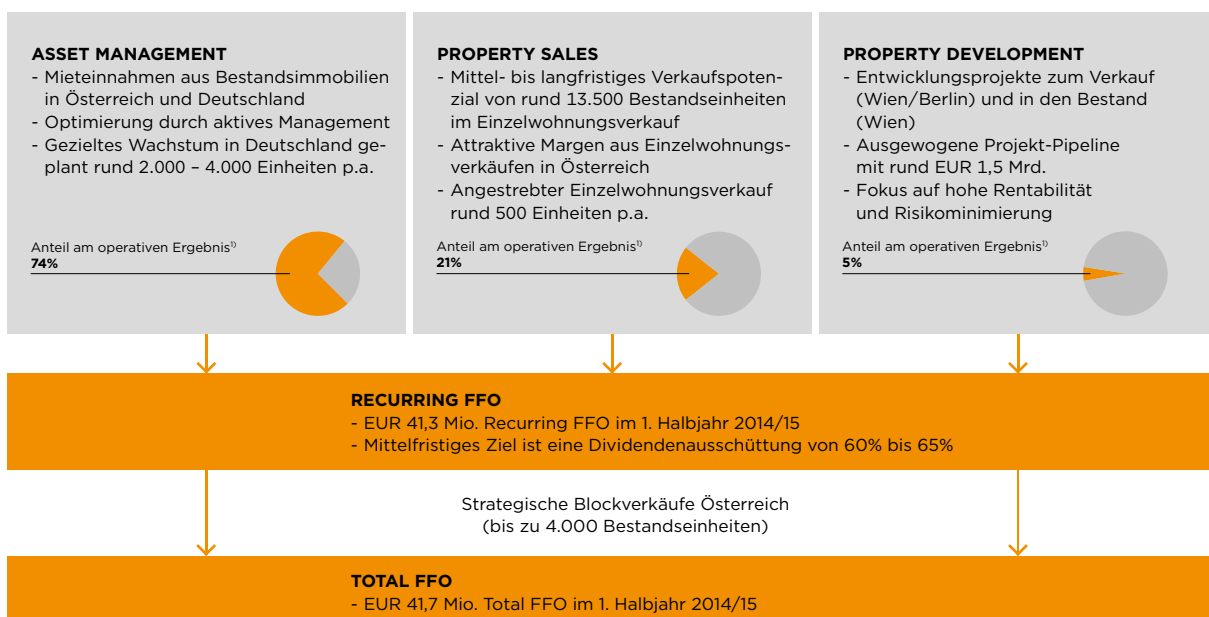 ASSET MANAGEMENT
- Mieteinnahmen aus Bestandsimmobilien
in Österreich und Deutschland
- Optimierung durch aktives Management
- Gezieltes Wachstum in Deutschland ge-
plant rund 2.000 – 4.000 Einheiten p.a.
Anteil am operativen Ergebnis¹⁾
74%
PROPERTY SALES
- Mittel- bis langfristiges Verkaufspoten-
zial von rund 13.500 Bestandseinheiten
im Einzelwohnungsverkauf
- Attraktive Margen aus Einzelwohnungs-
verkäufen in Österreich
- Angestrebter Einzelwohnungsverkauf
rund 500 Einheiten p.a.
Anteil am operativen Ergebnis¹⁾
21%
PROPERTY DEVELOPMENT
- Entwicklungsprojekte zum Verkauf
(Wien/Berlin) und in den Bestand
(Wien)
- Ausgewogene Projekt-Pipeline
mit rund EUR 1,5 Mrd.
- Fokus auf hohe Rentabilität
und Risikominimierung
Anteil am operativen Ergebnis¹⁾
5%
RECURRING FFO
- EUR 41,3 Mio. Recurring FFO im 1. Halbjahr 2014/15
- Mittelfristiges Ziel ist eine Dividendenausschüttung von 60% bis 65%
Strategische Blockverkäufe Österreich
(bis zu 4.000 Bestandseinheiten)
TOTAL FFO
- EUR 41,7 Mio. Total FFO im 1. Halbjahr 2014/15